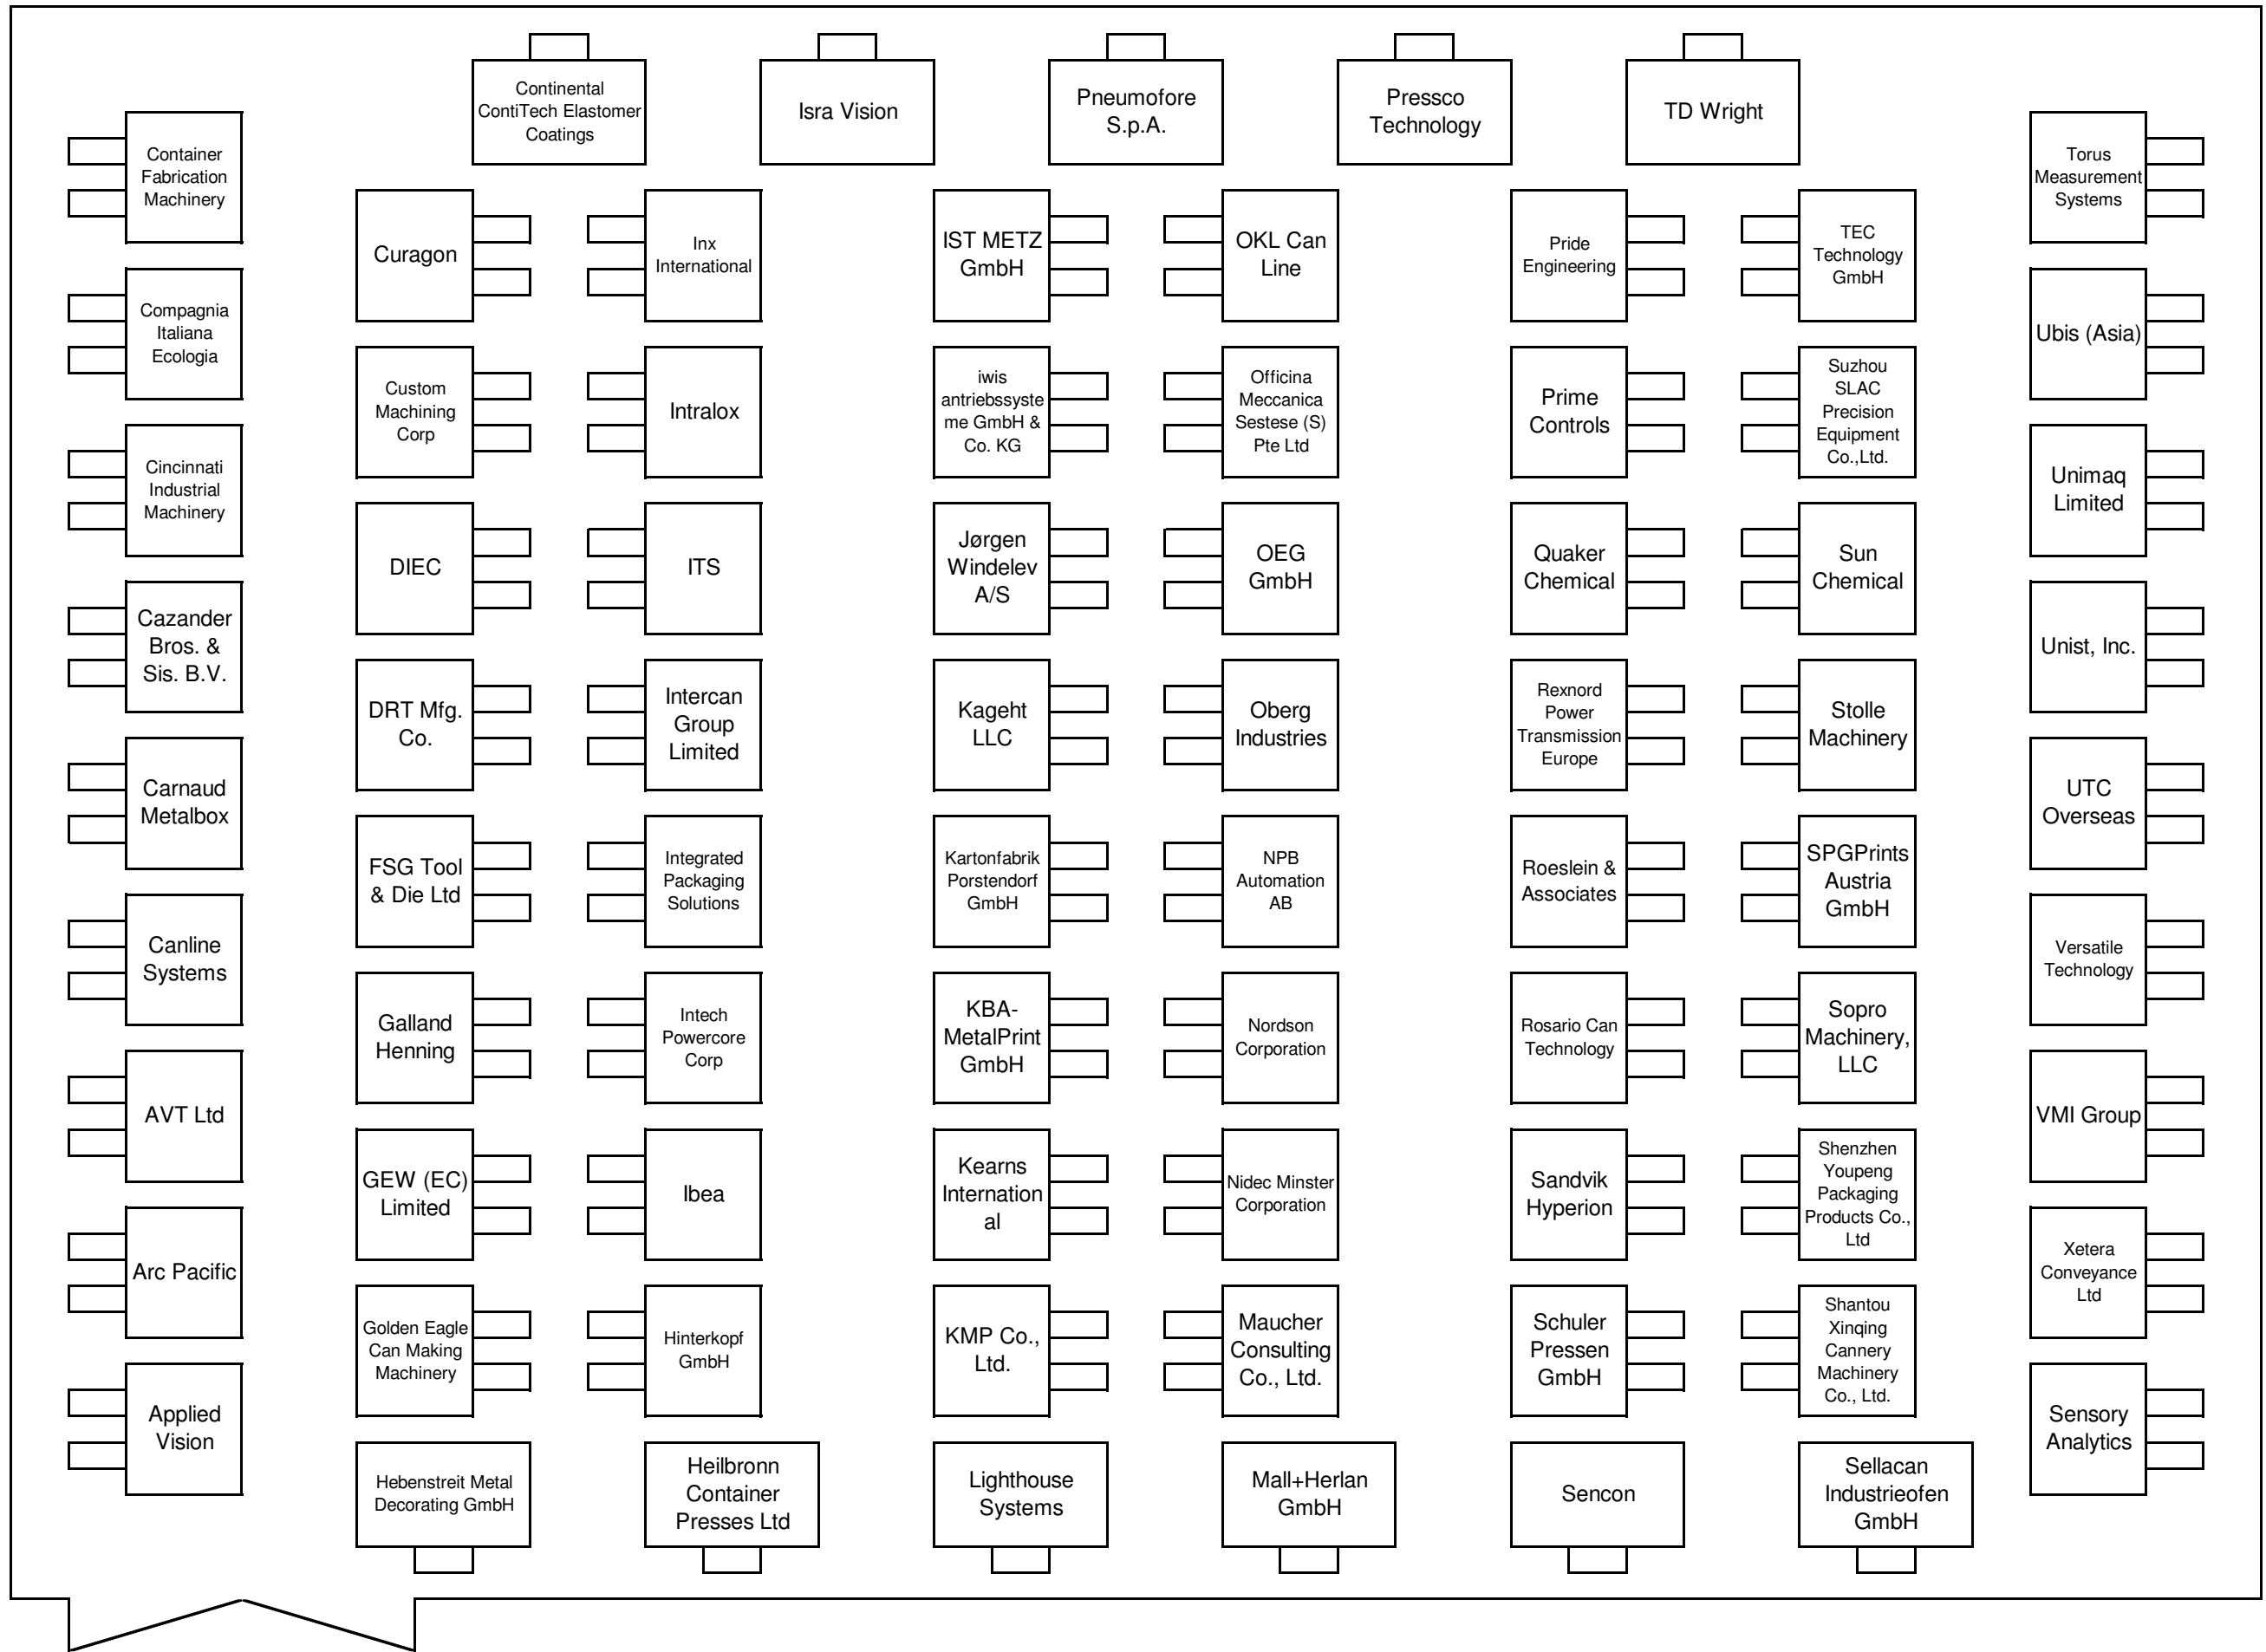 Continental
ContiTech Elastomer
Coatings
Isra Vision
Pneumofore
S.p.A.
Pressco
Technology
TD Wright
Container
Fabrication
Machinery
Compagnia
Italiana
Ecologia
Cincinnati
Industrial
Machinery
Cazander
Bros. &
Sis. B.V.
Carnaud
Metalbox
Canline
Systems
AVT Ltd
Arc Pacific
Applied
Vision
Curagon
Custom
Machining
Corp
DIEC
DRT Mfg.
Co.
FSG Tool
& Die Ltd
Galland
Henning
GEW (EC)
Limited
Golden Eagle
Can Making
Machinery
Hebenstreit Metal
Decorating GmbH
Inx
International
Intralox
ITS
Intercan
Group
Limited
Integrated
Packaging
Solutions
Intech
Powercore
Corp
Ibea
Hinterkopf
GmbH
Heilbronn
Container
Presses Ltd
IST METZ
GmbH
iwis
antriebssyste
me GmbH &
Co. KG
Jørgen
Windelev
A/S
Kageht
LLC
Kartonfabrik
Porstendorf
GmbH
KBA-
MetalPrint
GmbH
Kearns
Internation
al
KMP Co.,
Ltd.
Lighthouse
Systems
OKL Can
Line
Officina
Meccanica
Sestese (S)
Pte Ltd
OEG
GmbH
Oberg
Industries
NPB
Automation
AB
Nordson
Corporation
Nidec Minster
Corporation
Maucher
Consulting
Co., Ltd.
Mall+Herlan
GmbH
Pride
Engineering
Prime
Controls
Quaker
Chemical
Rexnord
Power
Transmission
Europe
Roeslein &
Associates
Rosario Can
Technology
Sandvik
Hyperion
Schuler
Pressen
GmbH
Sencon
TEC
Technology
GmbH
Suzhou
SLAC
Precision
Equipment
Co.,Ltd.
Sun
Chemical
Stolle
Machinery
SPGPrints
Austria
GmbH
Sopro
Machinery,
LLC
Shenzhen
Youpeng
Packaging
Products Co.,
Ltd
Shantou
Xinqing
Cannery
Machinery
Co., Ltd.
Sellacan
Industrieofen
GmbH
Torus
Measurement
Systems
Ubis (Asia)
Unimaq
Limited
Unist, Inc.
UTC
Overseas
Versatile
Technology
VMI Group
Xetera
Conveyance
Ltd
Sensory
Analytics